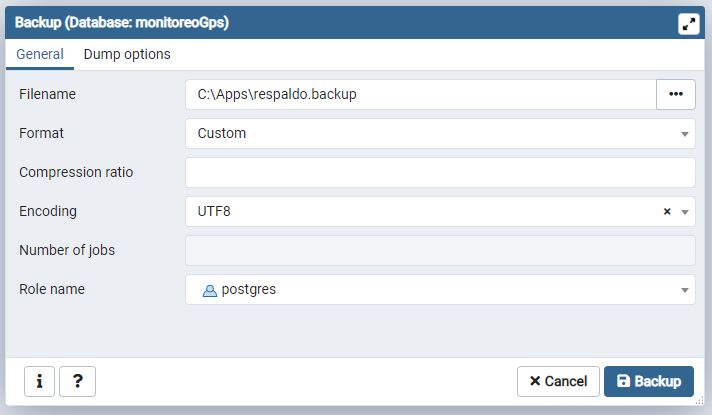 Backup (Database: monitoreoGps)
General Dump options
Filename C:\Apps\respaldo.backup •••
Format Custom
Compression ratio
Encoding UTF8 ×
Number of jobs
Role name postgres
i ? × Cancel Backup